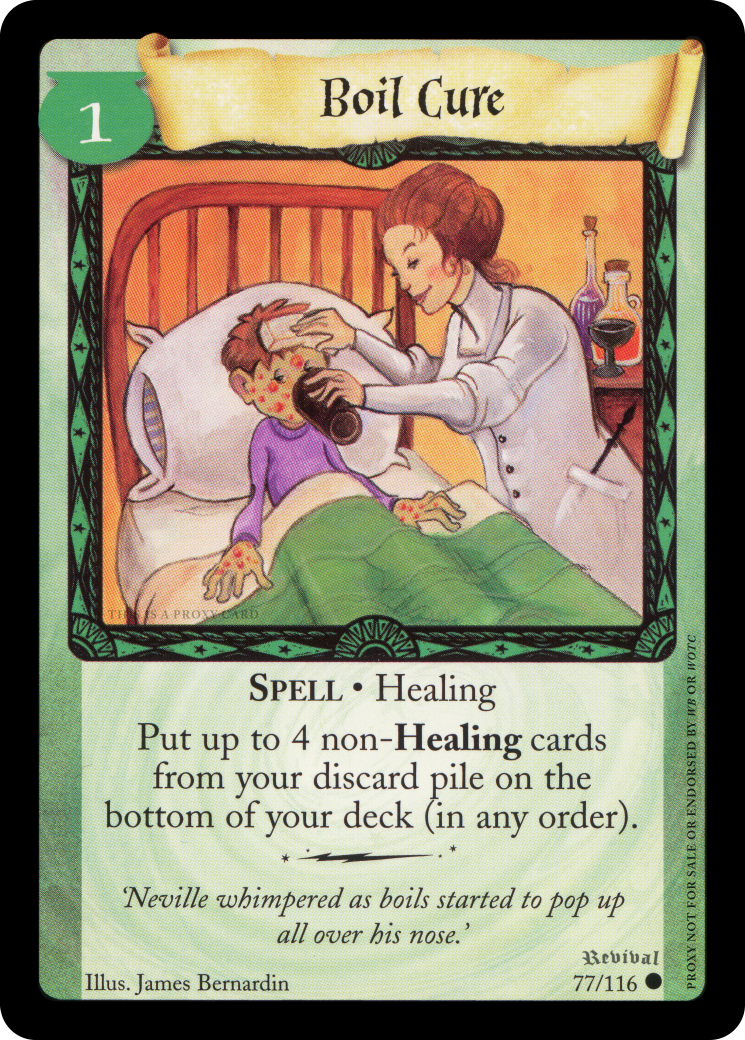 1
Boil Cure
THIS IS A PROXY CARD
SPELL • Healing
Put up to 4 non-Healing cards
from your discard pile on the
bottom of your deck (in any order).
‘Neville whimpered as boils started to pop up
all over his nose.’
Revival
Illus. James Bernardin
77/116
PROXY NOT FOR SALE OR ENDORSED BY WB OR WOTC